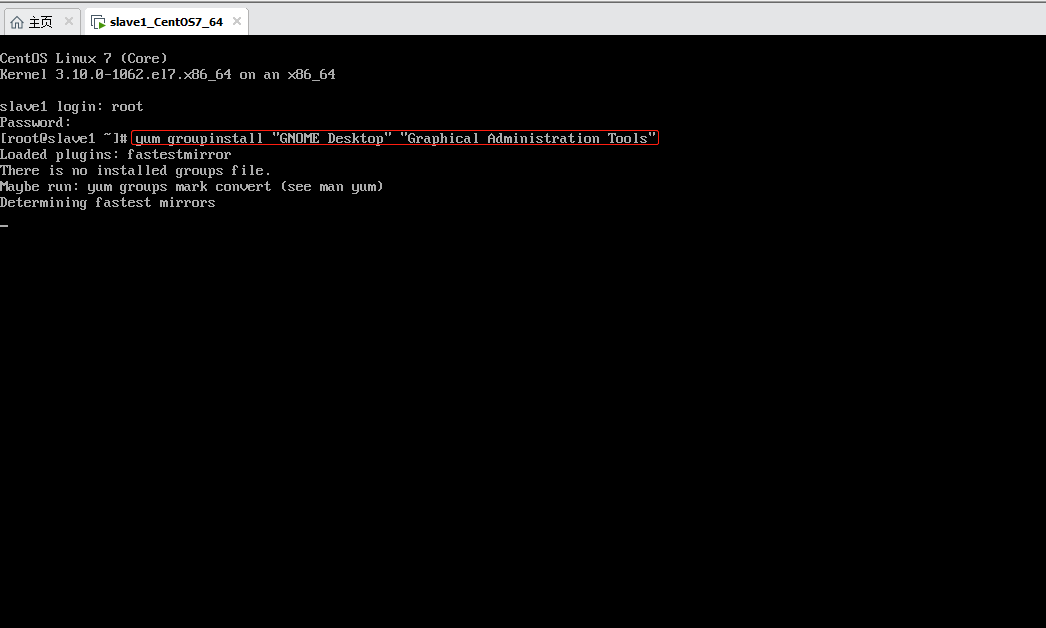 主页
slave1_CentOS7_64
CentOS Linux 7 (Core)
Kernel 3.10.0-1062.el7.x86_64 on an x86_64
slave1 login: root
Password:
[root@slave1 ~]# yum groupinstall "GNOME Desktop" "Graphical Administration Tools"
Loaded plugins: fastestmirror
There is no installed groups file.
Maybe run: yum groups mark convert (see man yum)
Determining fastest mirrors